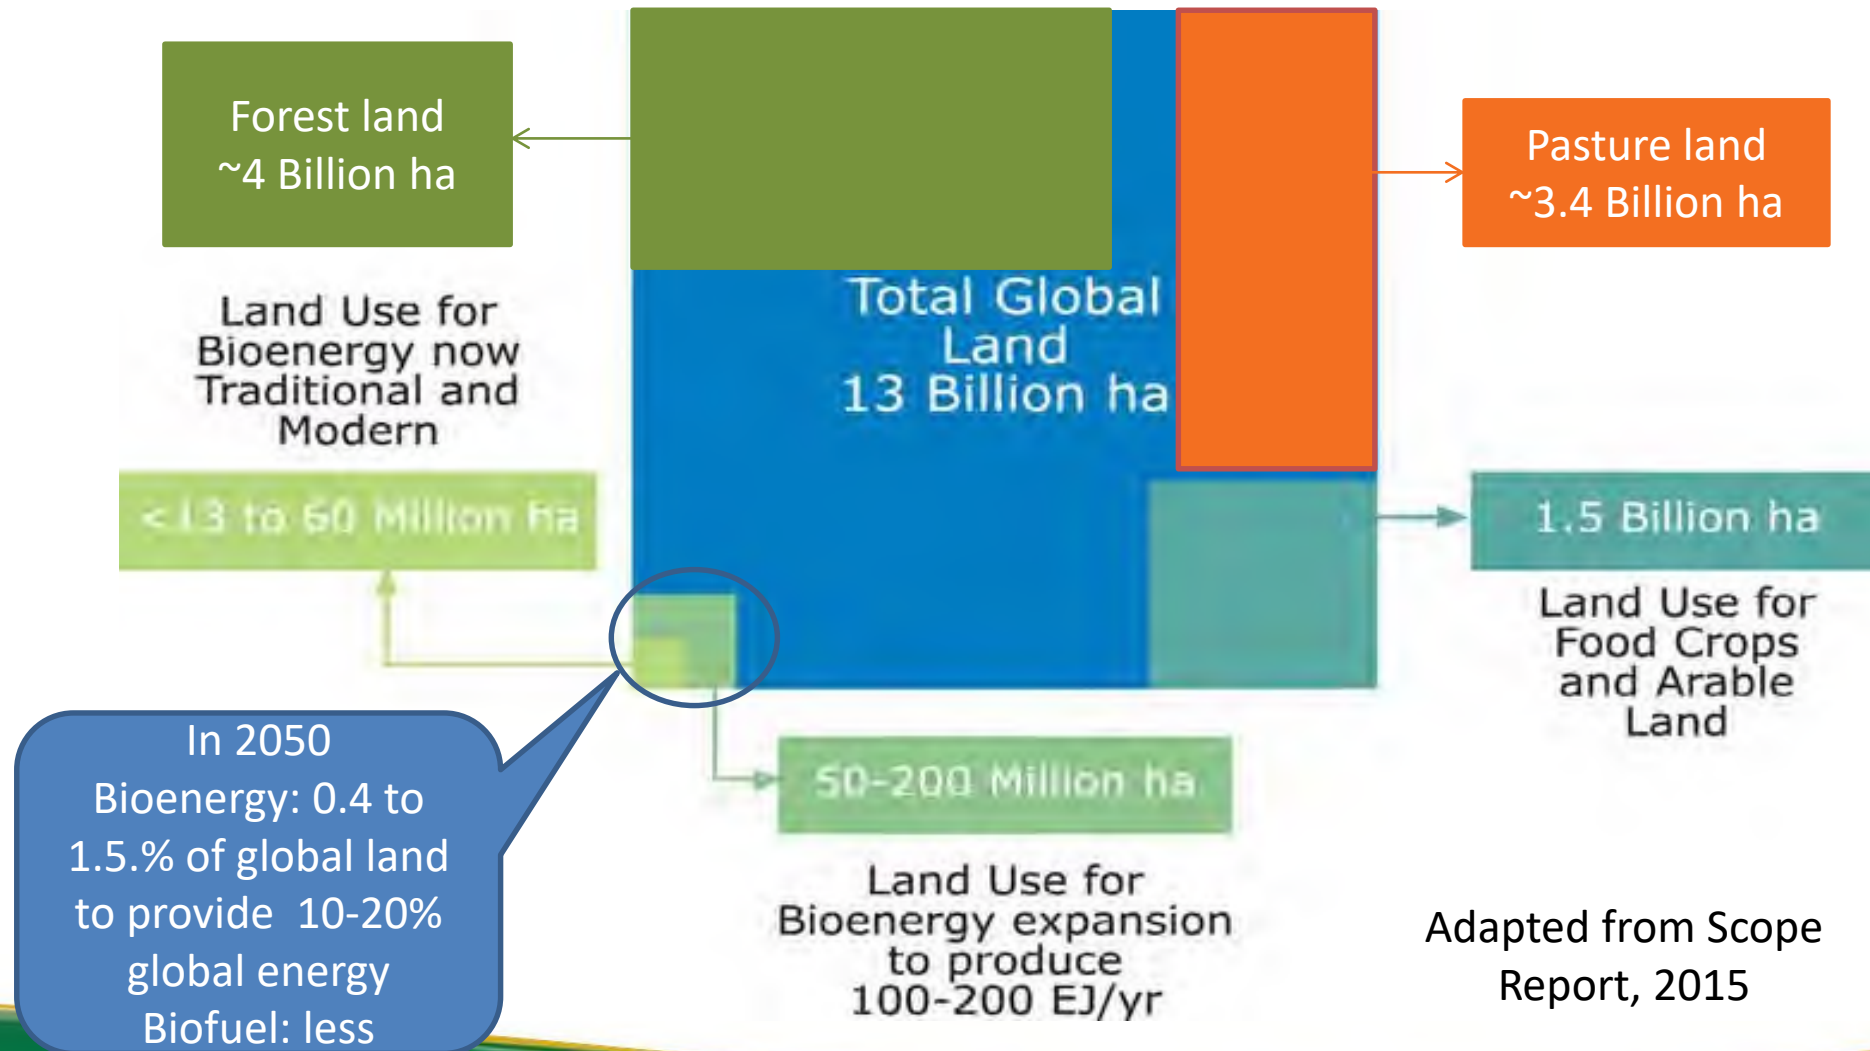 Forest land
~4 Billion ha
Pasture land
~3.4 Billion ha
Total Global
Land
13 Billion ha
Land Use for
Bioenergy now
Traditional and
Modern
<13 to 60 Million ha
1.5 Billion ha
Land Use for
Food Crops
and Arable
Land
In 2050
Bioenergy: 0.4 to
1.5.% of global land
to provide 10-20%
global energy
Biofuel: less
50-200 Million ha
Land Use for
Bioenergy expansion
to produce
100-200 EJ/yr
Adapted from Scope
Report, 2015